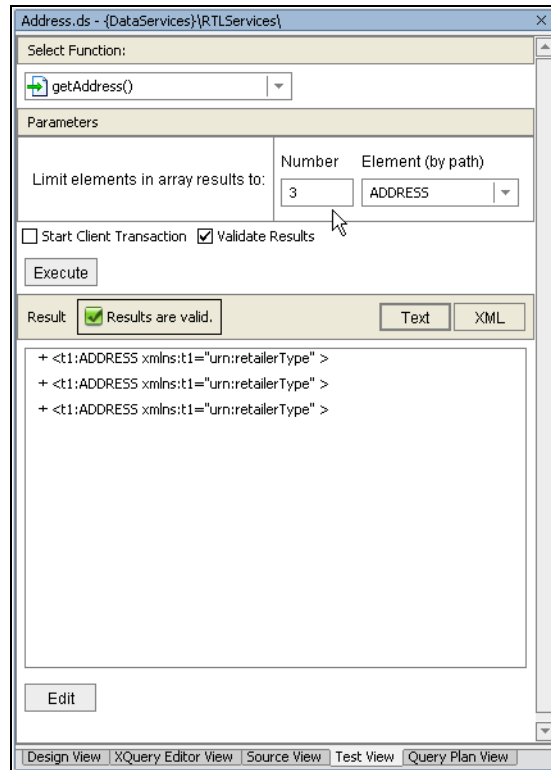 Address.ds - {DataServices}\RTLServices\
Select Function:
getAddress()
Parameters
Limit elements in array results to:
Number Element (by path)
3 ADDRESS
Start Client Transaction Validate Results
Execute
Result Results are valid. Text XML
+ <t1:ADDRESS xmlns:t1="urn:retailerType" >
+ <t1:ADDRESS xmlns:t1="urn:retailerType" >
+ <t1:ADDRESS xmlns:t1="urn:retailerType" >
Edit
Design View XQuery Editor View Source View Test View Query Plan View